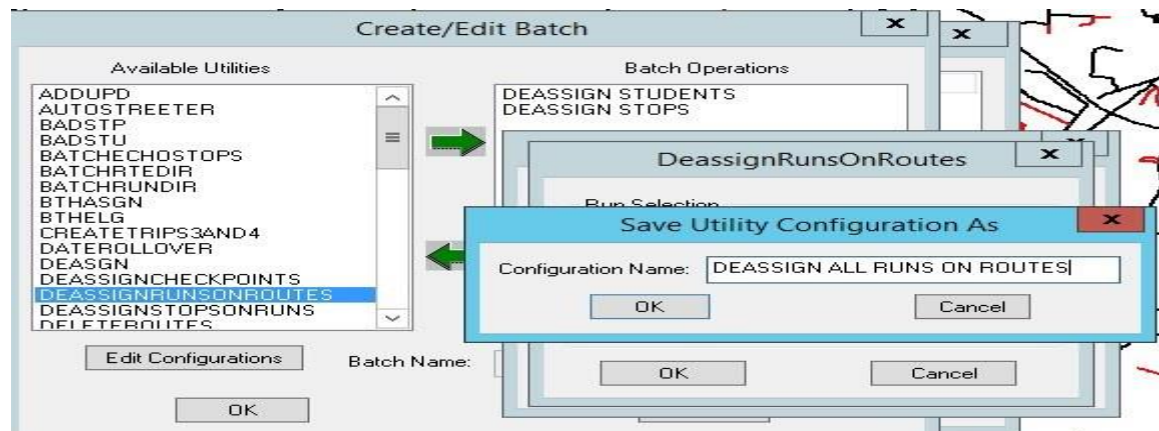 Create/Edit Batch
Available Utilities
Batch Operations
ADDUPD
AUTOSTREETER
BADSTP
BADSTU
BATCHECHOSTOPS
BATCHRTEDIR
BATCHRUNDIR
BTHASGN
BTHELG
CREATETRIPS3AND4
DATEROLLOVER
DEASGN
DEASSIGNCHECKPOINTS
DEASSIGNRUNSONROUTES
DEASSIGNSTOPSONRUNS
DELETEROUTES
DEASSIGN STUDENTS
DEASSIGN STOPS
DeassignRunsOnRoutes
Run Selection
Save Utility Configuration As
Configuration Name: DEASSIGN ALL RUNS ON ROUTES
OK Cancel
Edit Configurations Batch Name:
OK Cancel
OK